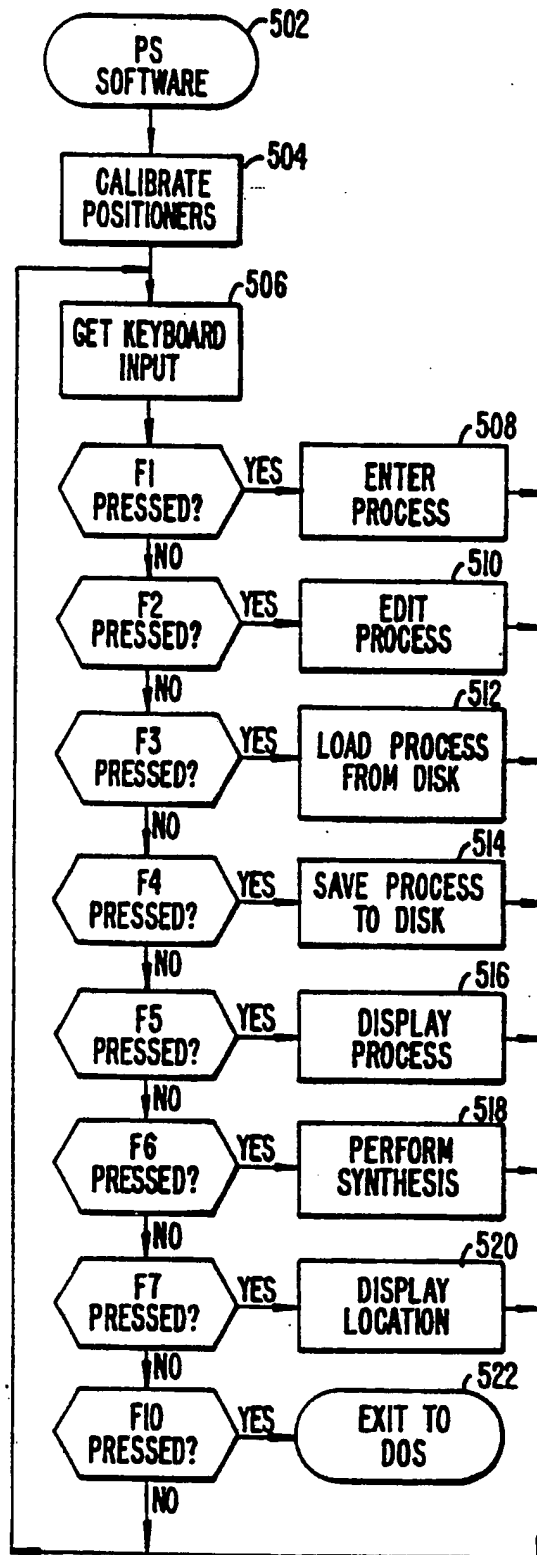 502
PS
SOFTWARE
504
CALIBRATE
POSITIONERS
506
GET KEYBOARD
INPUT
508
F1
PRESSED?
YES
ENTER
PROCESS
NO
510
F2
PRESSED?
YES
EDIT
PROCESS
NO
512
F3
PRESSED?
YES
LOAD PROCESS
FROM DISK
NO
514
F4
PRESSED?
YES
SAVE PROCESS
TO DISK
NO
516
F5
PRESSED?
YES
DISPLAY
PROCESS
NO
518
F6
PRESSED?
YES
PERFORM
SYNTHESIS
NO
520
F7
PRESSED?
YES
DISPLAY
LOCATION
NO
522
F10
PRESSED?
YES
EXIT TO
DOS
NO